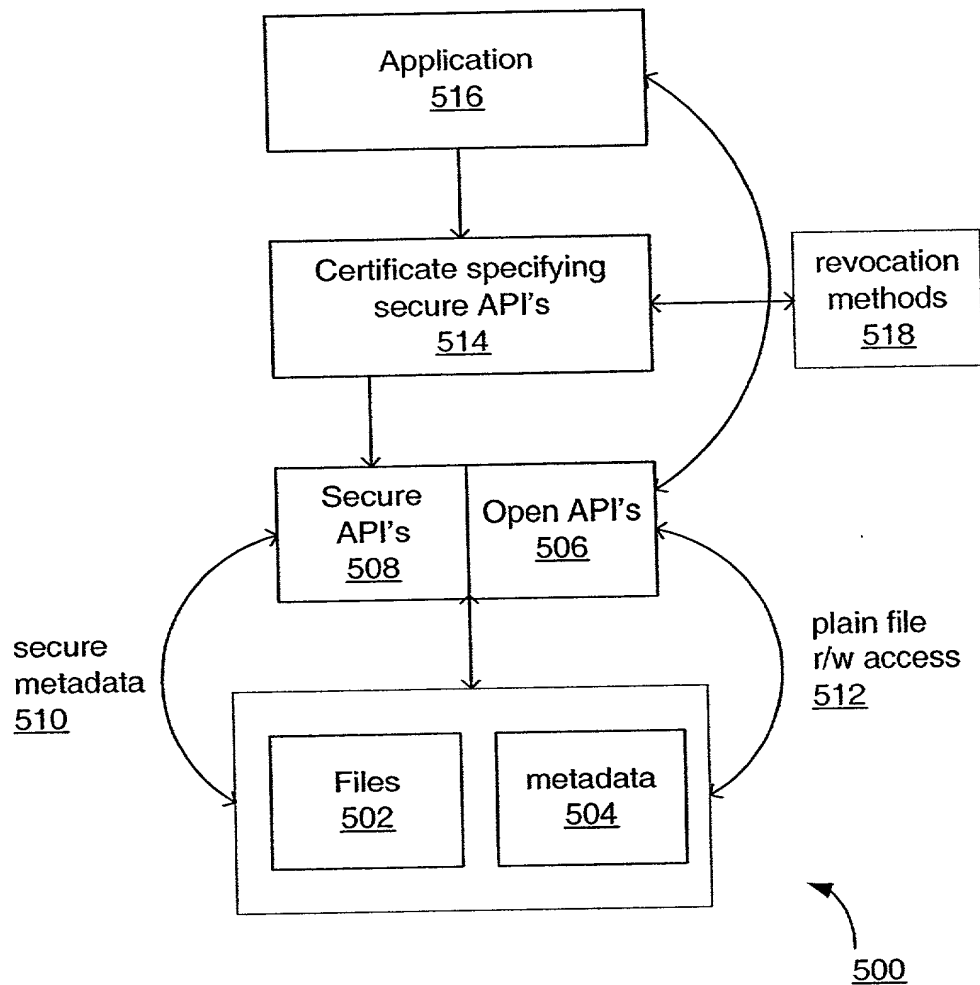 Application
516
Certificate specifying
secure API's
514
revocation
methods
518
Secure
API's
508
Open API's
506
secure
metadata
510
plain file
r/w access
512
Files
502
metadata
504
500